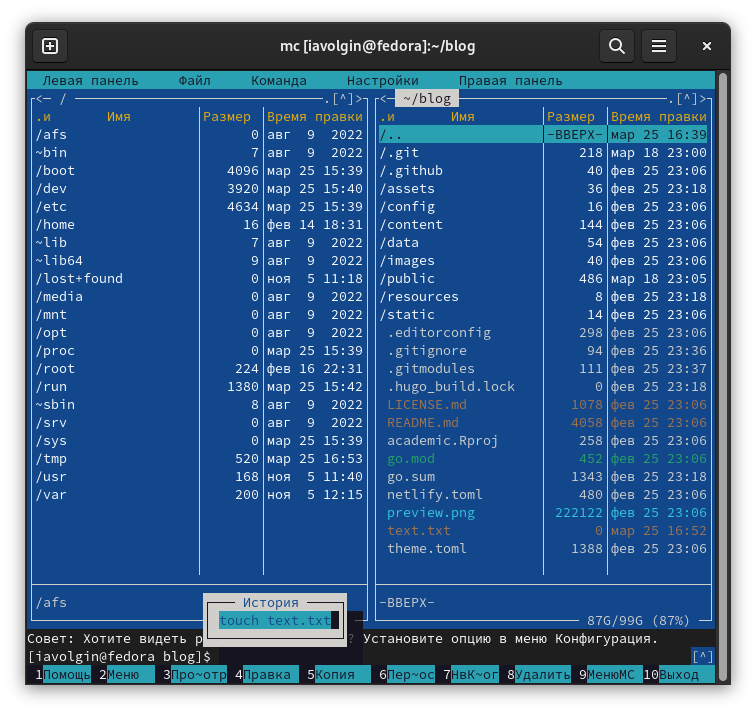 mc [iavolgin@fedora]:~/blog
Левая панель Файл Команда Настройки Правая панель
<─ / .[^]>
.и Имя Размер Время правки
/afs 0 авг 9 2022
~bin 7 авг 9 2022
/boot 4096 мар 25 15:39
/dev 3920 мар 25 15:40
/etc 4634 мар 25 15:39
/home 16 фев 14 18:31
~lib 7 авг 9 2022
~lib64 9 авг 9 2022
/lost+found 0 ноя 5 11:18
/media 0 авг 9 2022
/mnt 0 авг 9 2022
/opt 0 авг 9 2022
/proc 0 мар 25 15:39
/root 224 фев 16 22:31
/run 1380 мар 25 15:42
~sbin 8 авг 9 2022
/srv 0 авг 9 2022
/sys 0 мар 25 15:39
/tmp 520 мар 25 16:53
/usr 168 ноя 5 11:40
/var 200 ноя 5 12:15
/afs
<─ ~/blog .[^]>
.и Имя Размер Время правки
/.. -ВВЕРХ- мар 25 16:39
/.git 218 мар 18 23:00
/.github 40 фев 25 23:06
/assets 36 фев 25 23:18
/config 16 фев 25 23:06
/content 144 фев 25 23:06
/data 54 фев 25 23:06
/images 40 фев 25 23:06
/public 486 мар 18 23:05
/resources 8 фев 25 23:18
/static 14 фев 25 23:06
.editorconfig 298 фев 25 23:06
.gitignore 94 фев 25 23:36
.gitmodules 111 фев 25 23:37
.hugo_build.lock 0 фев 25 23:18
LICENSE.md 1078 фев 25 23:06
README.md 4058 фев 25 23:06
academic.Rproj 258 фев 25 23:06
go.mod 452 фев 25 23:06
go.sum 1343 фев 25 23:18
netlify.toml 480 фев 25 23:06
preview.png 222122 фев 25 23:06
text.txt 0 мар 25 16:52
theme.toml 1388 фев 25 23:06
-ВВЕРХ-
87G/99G (87%)
История
touch text.txt
Совет: Хотите видеть р ? Установите опцию в меню Конфигурация.
[iavolgin@fedora blog]$ [^]
1Помощь 2Меню 3Про~отр 4Правка 5Копия 6Пер~ос 7НвК~ог 8Удалить 9МенюМС 10Выход